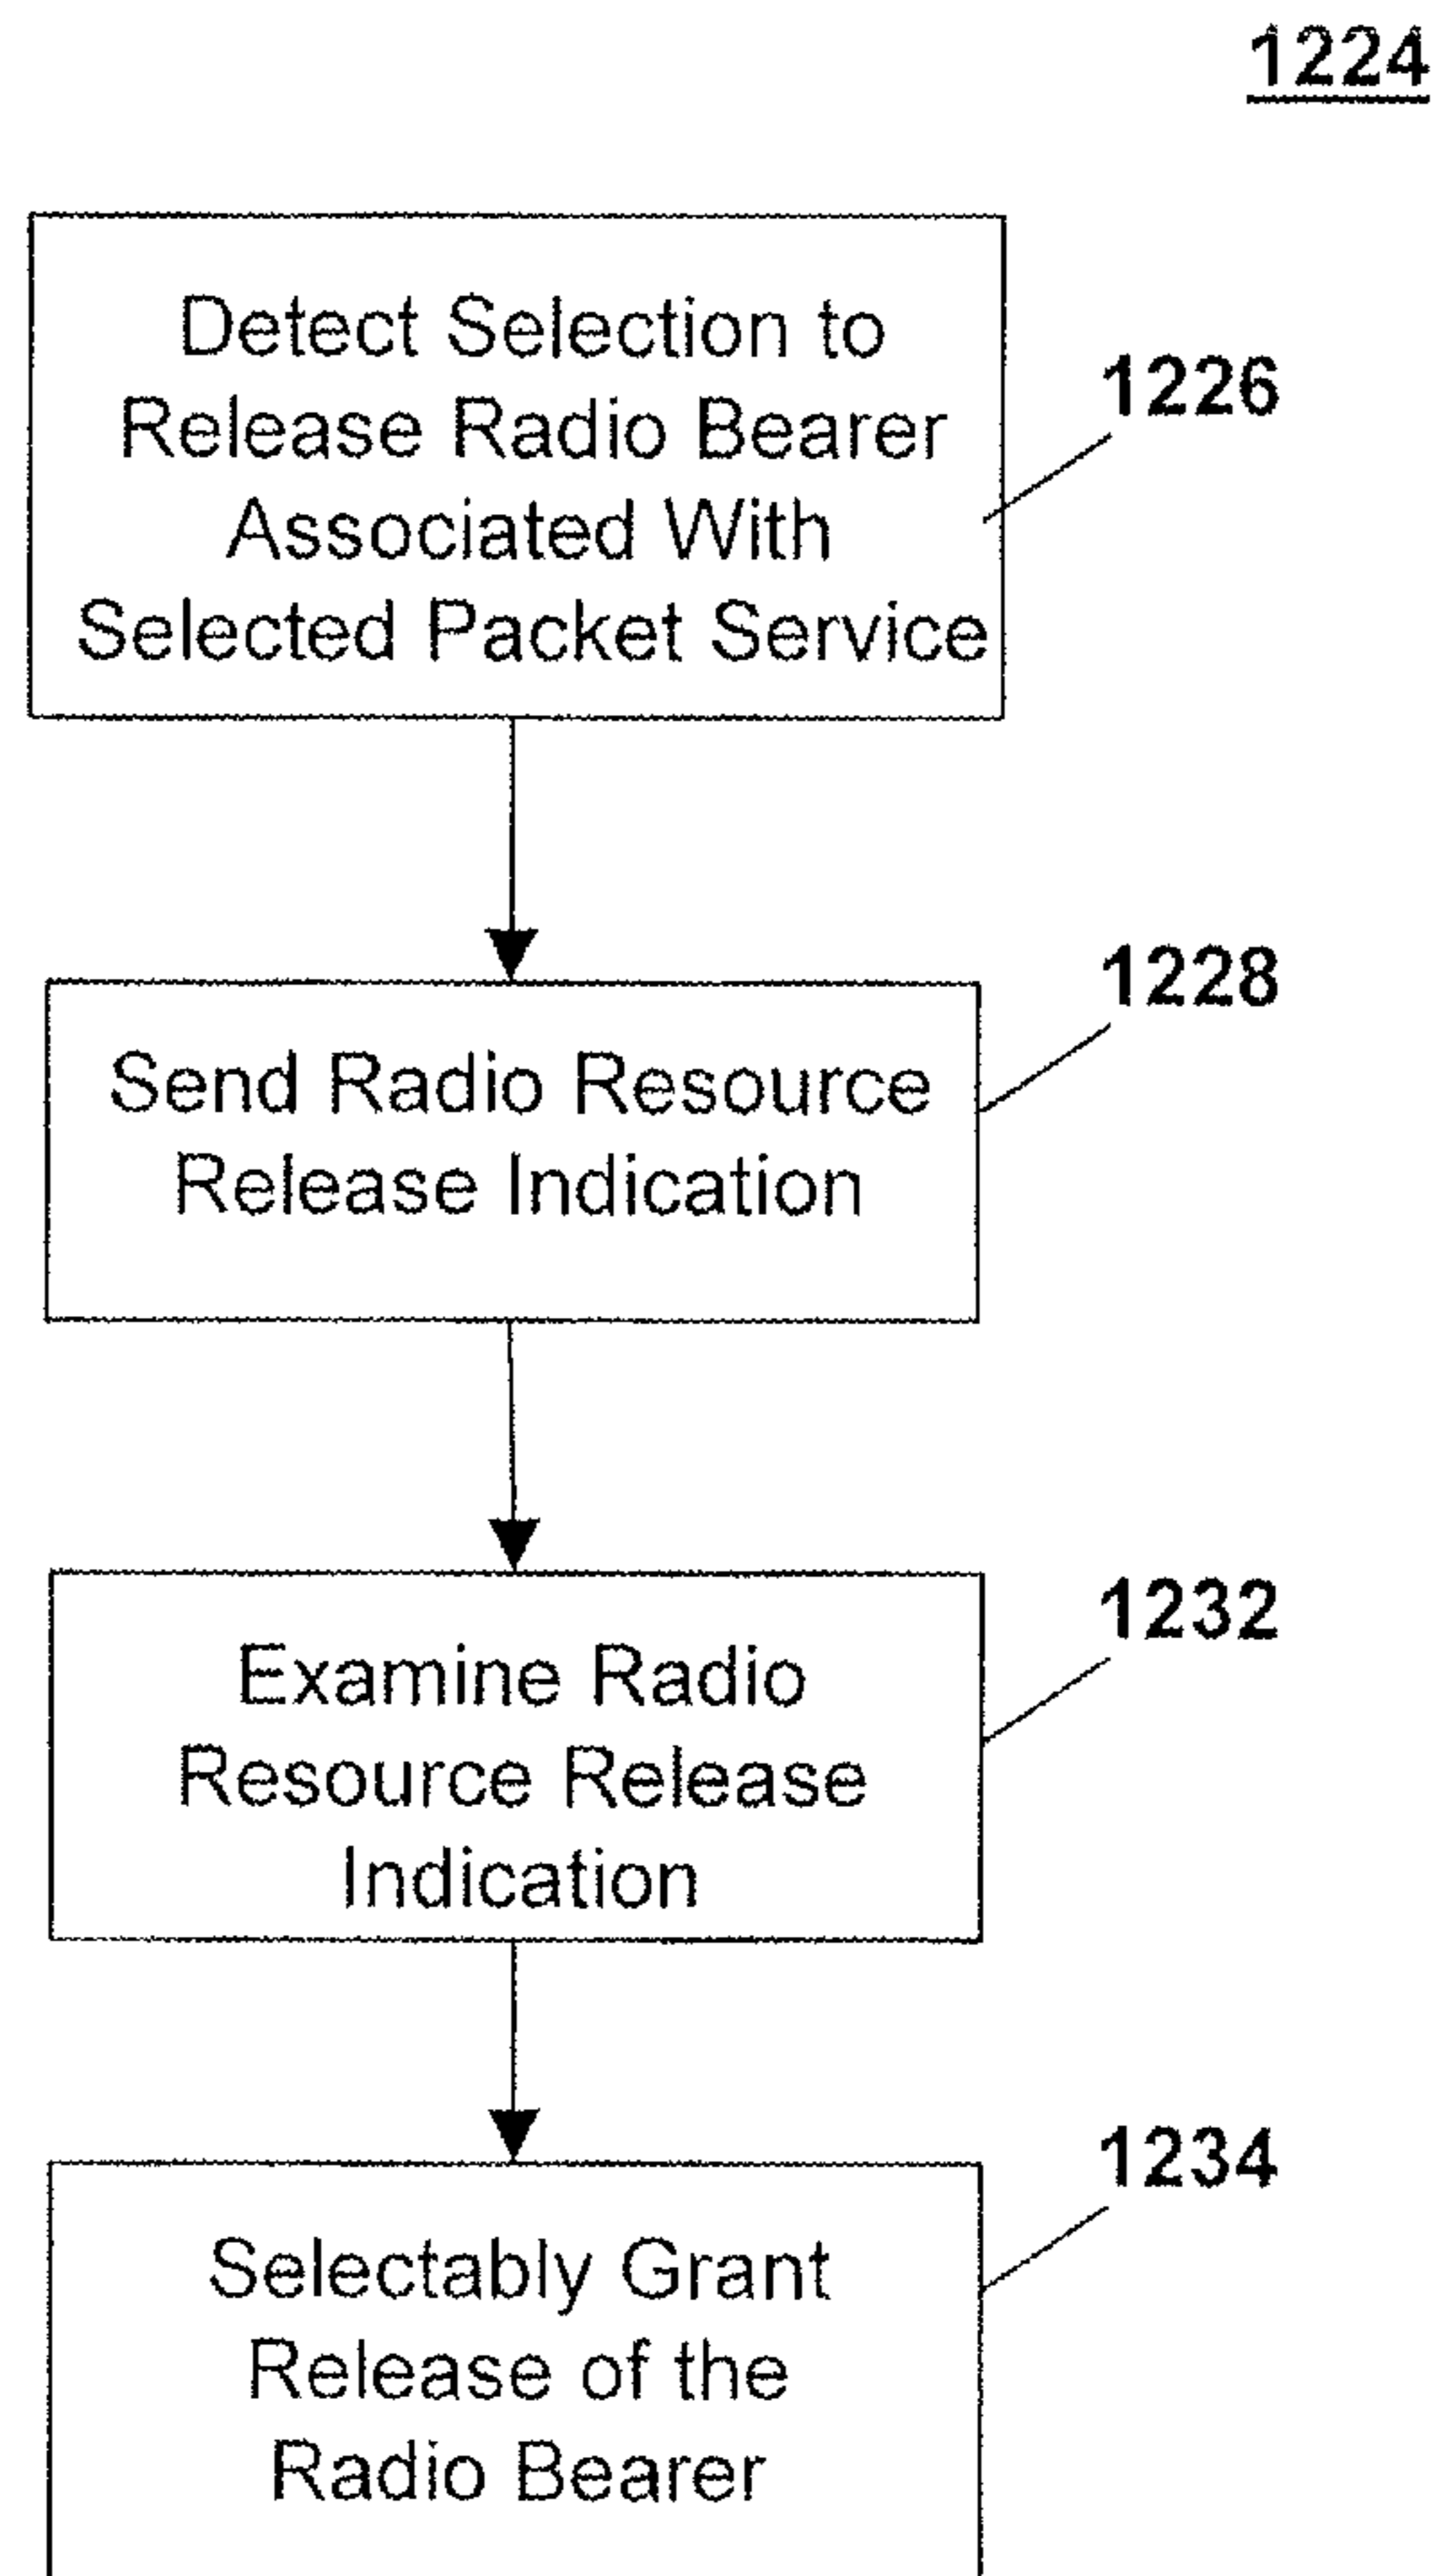 1224
Detect Selection to
Release Radio Bearer
Associated With
Selected Packet Service
1226
Send Radio Resource
Release Indication
1228
Examine Radio
Resource Release
Indication
1232
Selectably Grant
Release of the
Radio Bearer
1234